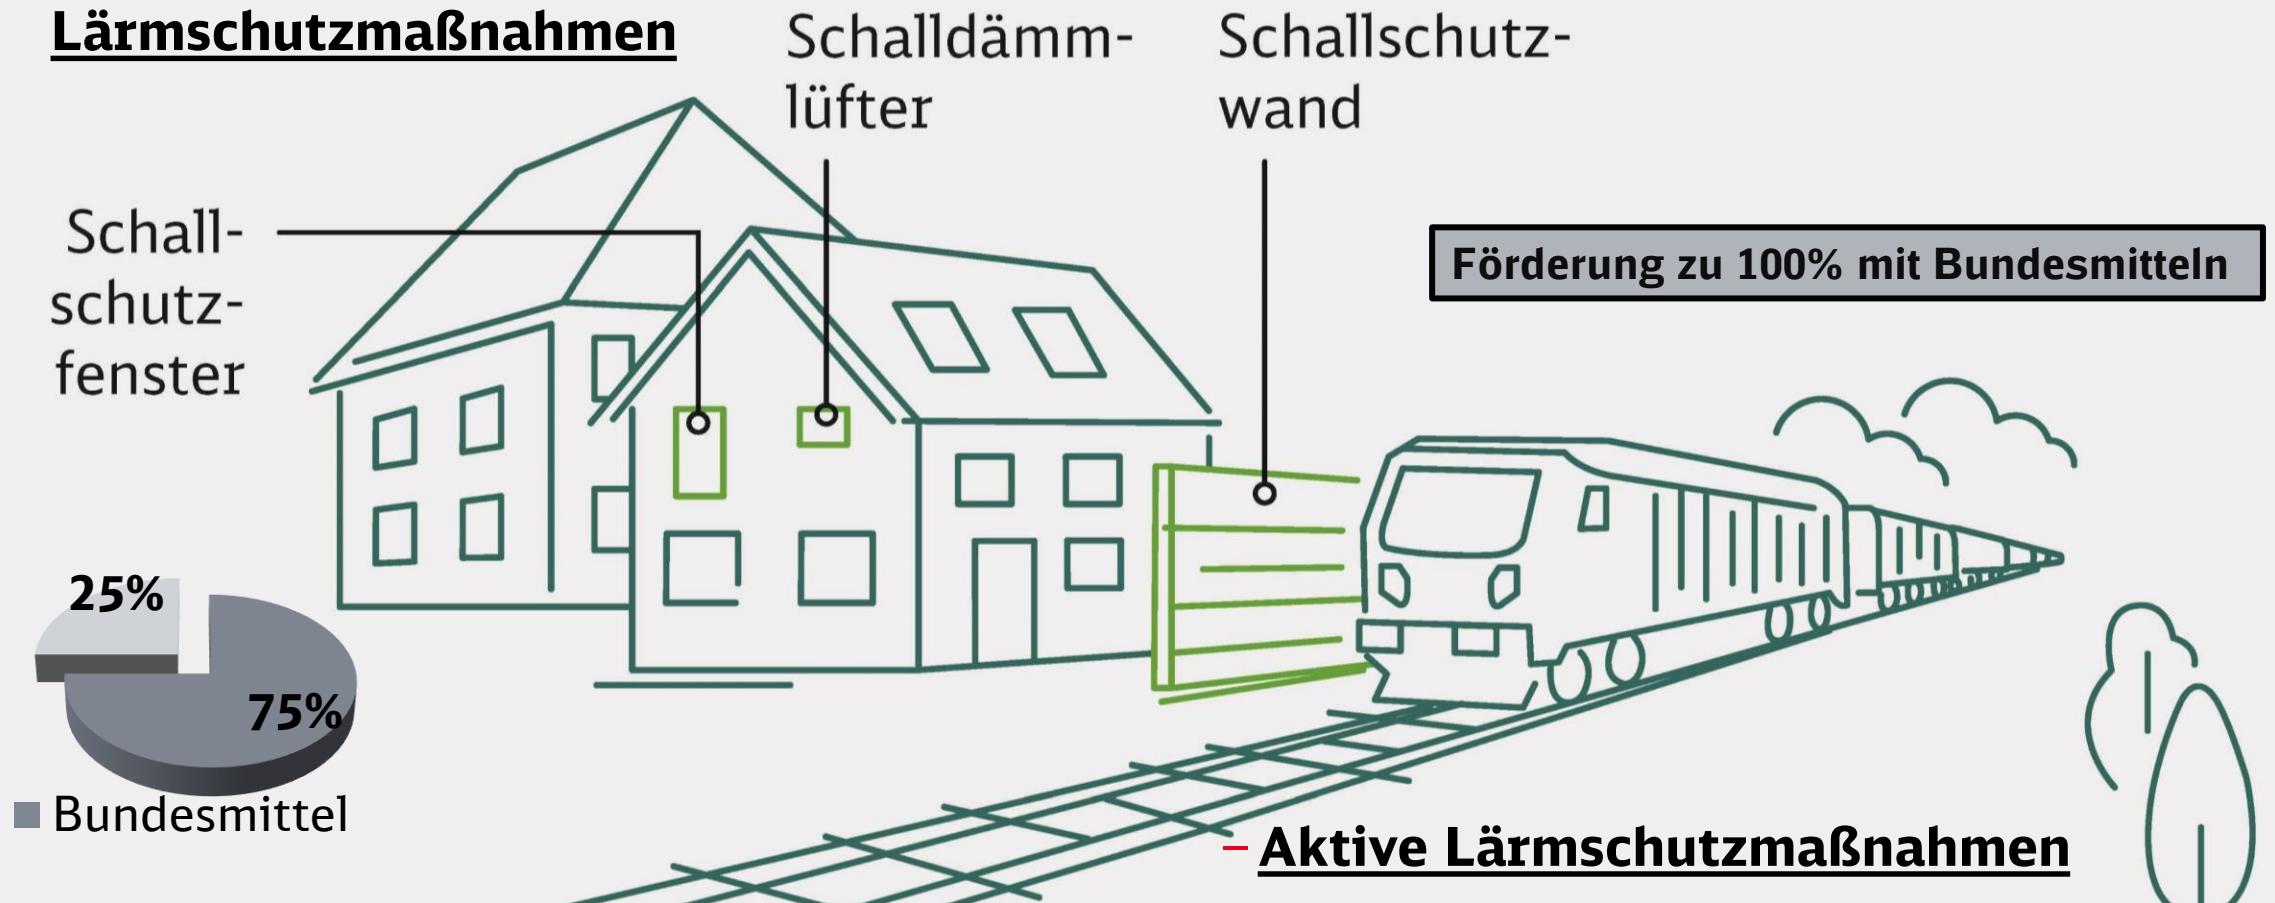 Lärmschutzmaßnahmen
Schalldämm-
lüfter
Schallschutz-
wand
Schall-
schutz-
fenster
Förderung zu 100% mit Bundesmitteln
25%
75%
Bundesmittel
– Aktive Lärmschutzmaßnahmen